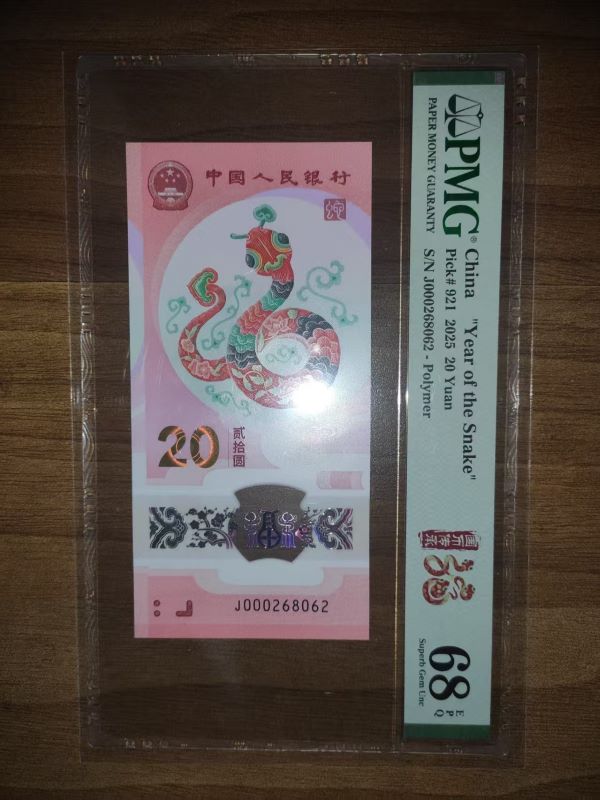 中国人民银行
蛇
20
贰拾圆
J000268062
PMG®
PAPER MONEY GUARANTY
China "Year of the Snake"
Pick# 921 2025 20 Yuan
S/N J000268062 - Polymer
68
EPQ
Superb Gem Unc